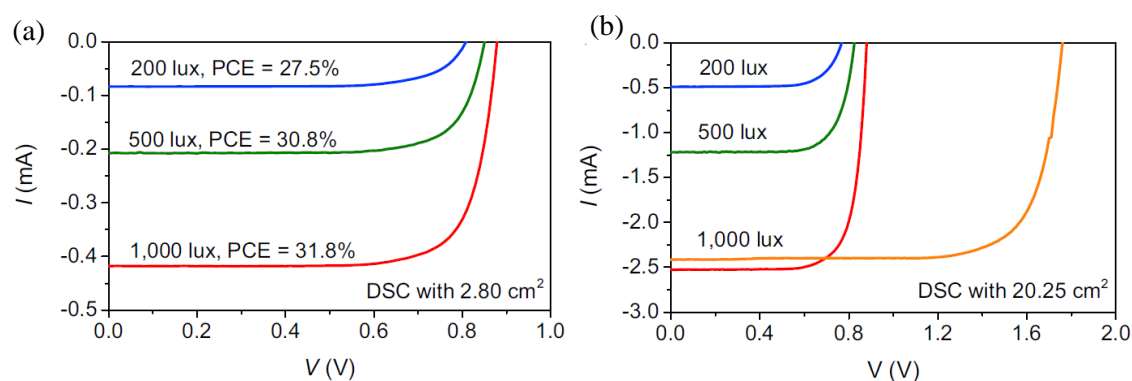 (a)
0.0
-0.1
-0.2
-0.3
-0.4
-0.5
I (mA)
200 lux, PCE = 27.5%
500 lux, PCE = 30.8%
1,000 lux, PCE = 31.8%
DSC with 2.80 cm²
0.0 0.2 0.4 0.6 0.8 1.0
V (V)
(b)
0.0
-0.5
-1.0
-1.5
-2.0
-2.5
-3.0
I (mA)
200 lux
500 lux
1,000 lux
DSC with 20.25 cm²
0.0 0.4 0.8 1.2 1.6 2.0
V (V)